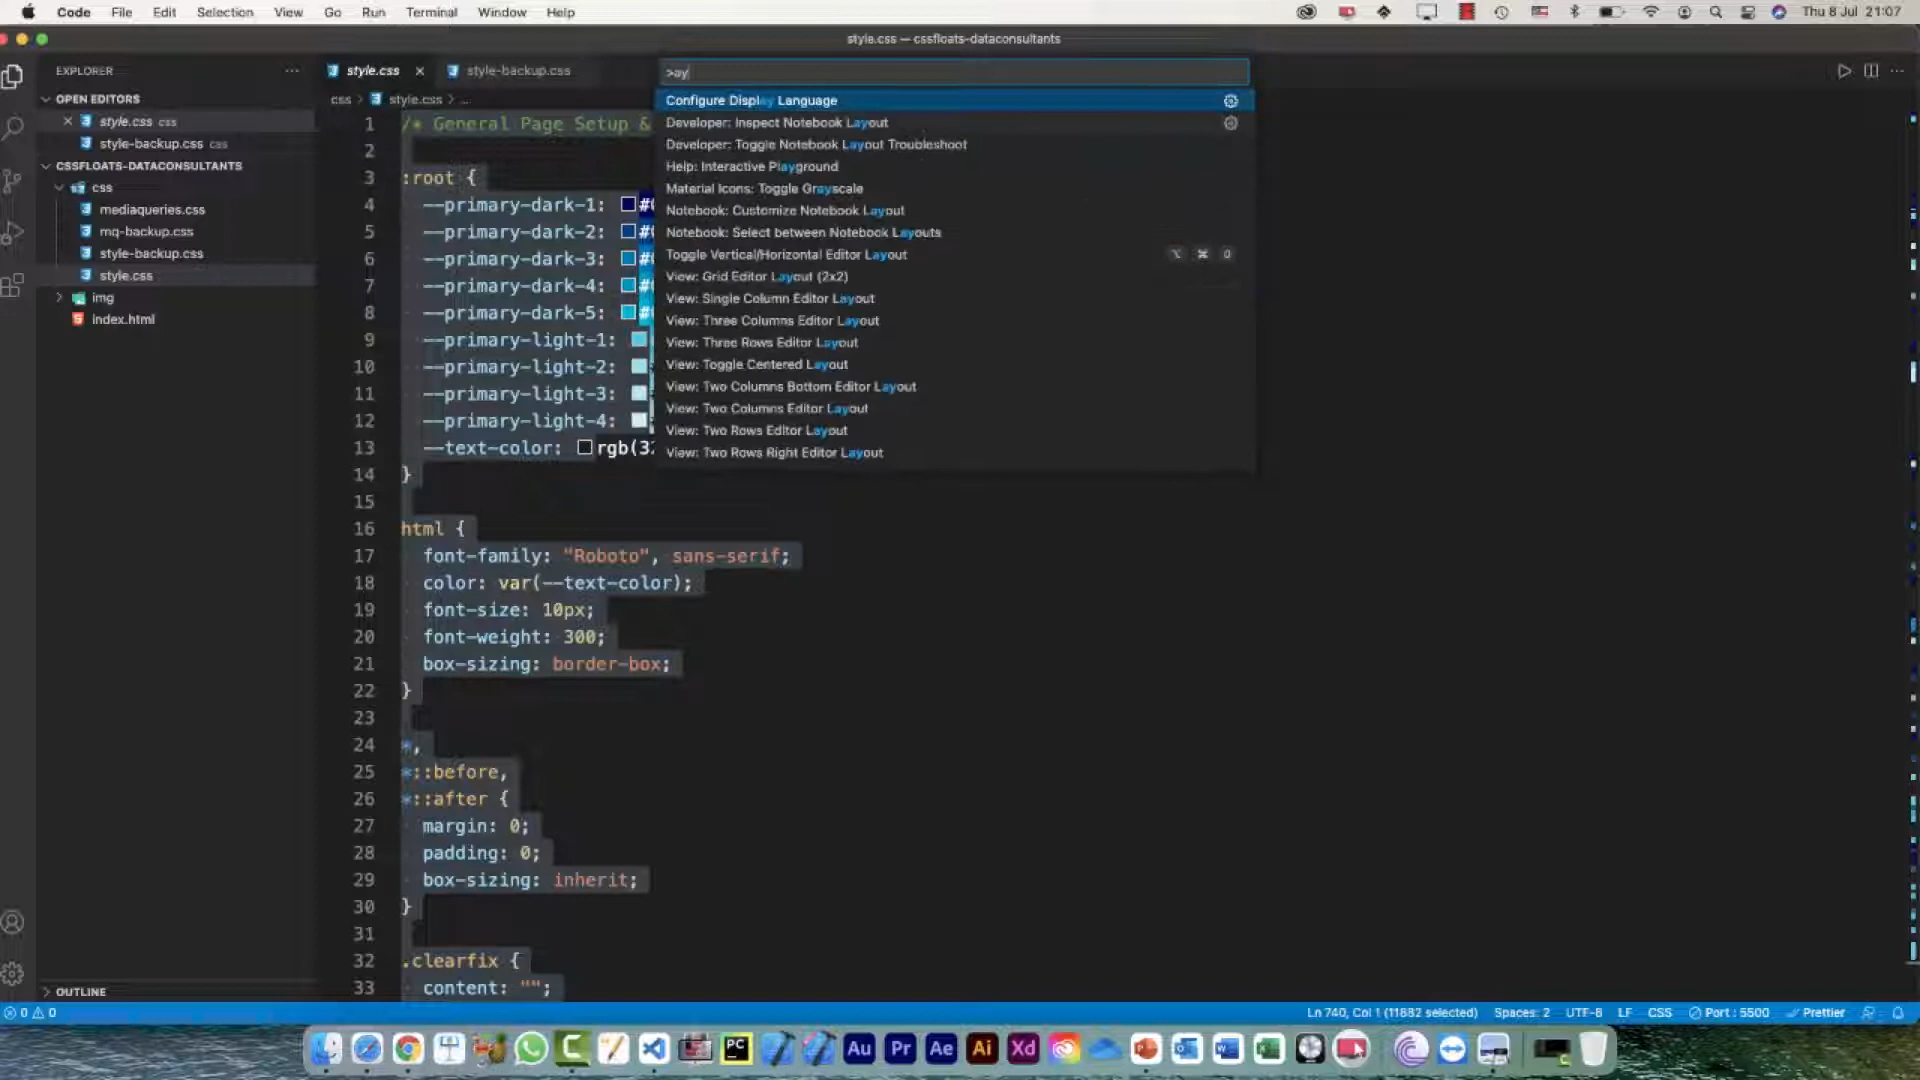 Code File Edit Selection View Go Run Terminal Window Help Thu 8 Jul 21:07
style.css — cssfloats-dataconsultants
EXPLORER
style.css
style-backup.css
>ay
OPEN EDITORS
style.css css
style-backup.css css
CSSFLOATS-DATACONSULTANTS
css
mediaqueries.css
mq-backup.css
style-backup.css
style.css
img
index.html
OUTLINE
css > style.css > ...
Configure Display Language
Developer: Inspect Notebook Layout
Developer: Toggle Notebook Layout Troubleshoot
Help: Interactive Playground
Material Icons: Toggle Grayscale
Notebook: Customize Notebook Layout
Notebook: Select between Notebook Layouts
Toggle Vertical/Horizontal Editor Layout ⌥ ⌘ 0
View: Grid Editor Layout (2x2)
View: Single Column Editor Layout
View: Three Columns Editor Layout
View: Three Rows Editor Layout
View: Toggle Centered Layout
View: Two Columns Bottom Editor Layout
View: Two Columns Editor Layout
View: Two Rows Editor Layout
View: Two Rows Right Editor Layout
1 /* General Page Setup &
2
3 :root {
4 --primary-dark-1: #
5 --primary-dark-2: #
6 --primary-dark-3: #
7 --primary-dark-4: #
8 --primary-dark-5: #
9 --primary-light-1:
10 --primary-light-2:
11 --primary-light-3:
12 --primary-light-4:
13 --text-color: rgb(3
14 }
15
16 html {
17 font-family: "Roboto", sans-serif;
18 color: var(--text-color);
19 font-size: 10px;
20 font-weight: 300;
21 box-sizing: border-box;
22 }
23
24 *,
25 *::before,
26 *::after {
27 margin: 0;
28 padding: 0;
29 box-sizing: inherit;
30 }
31
32 .clearfix {
33 content: "";
0 0 Ln 740, Col 1 (11882 selected) Spaces: 2 UTF-8 LF CSS Port : 5500 Prettier
PC Au Pr Ae Ai Xd